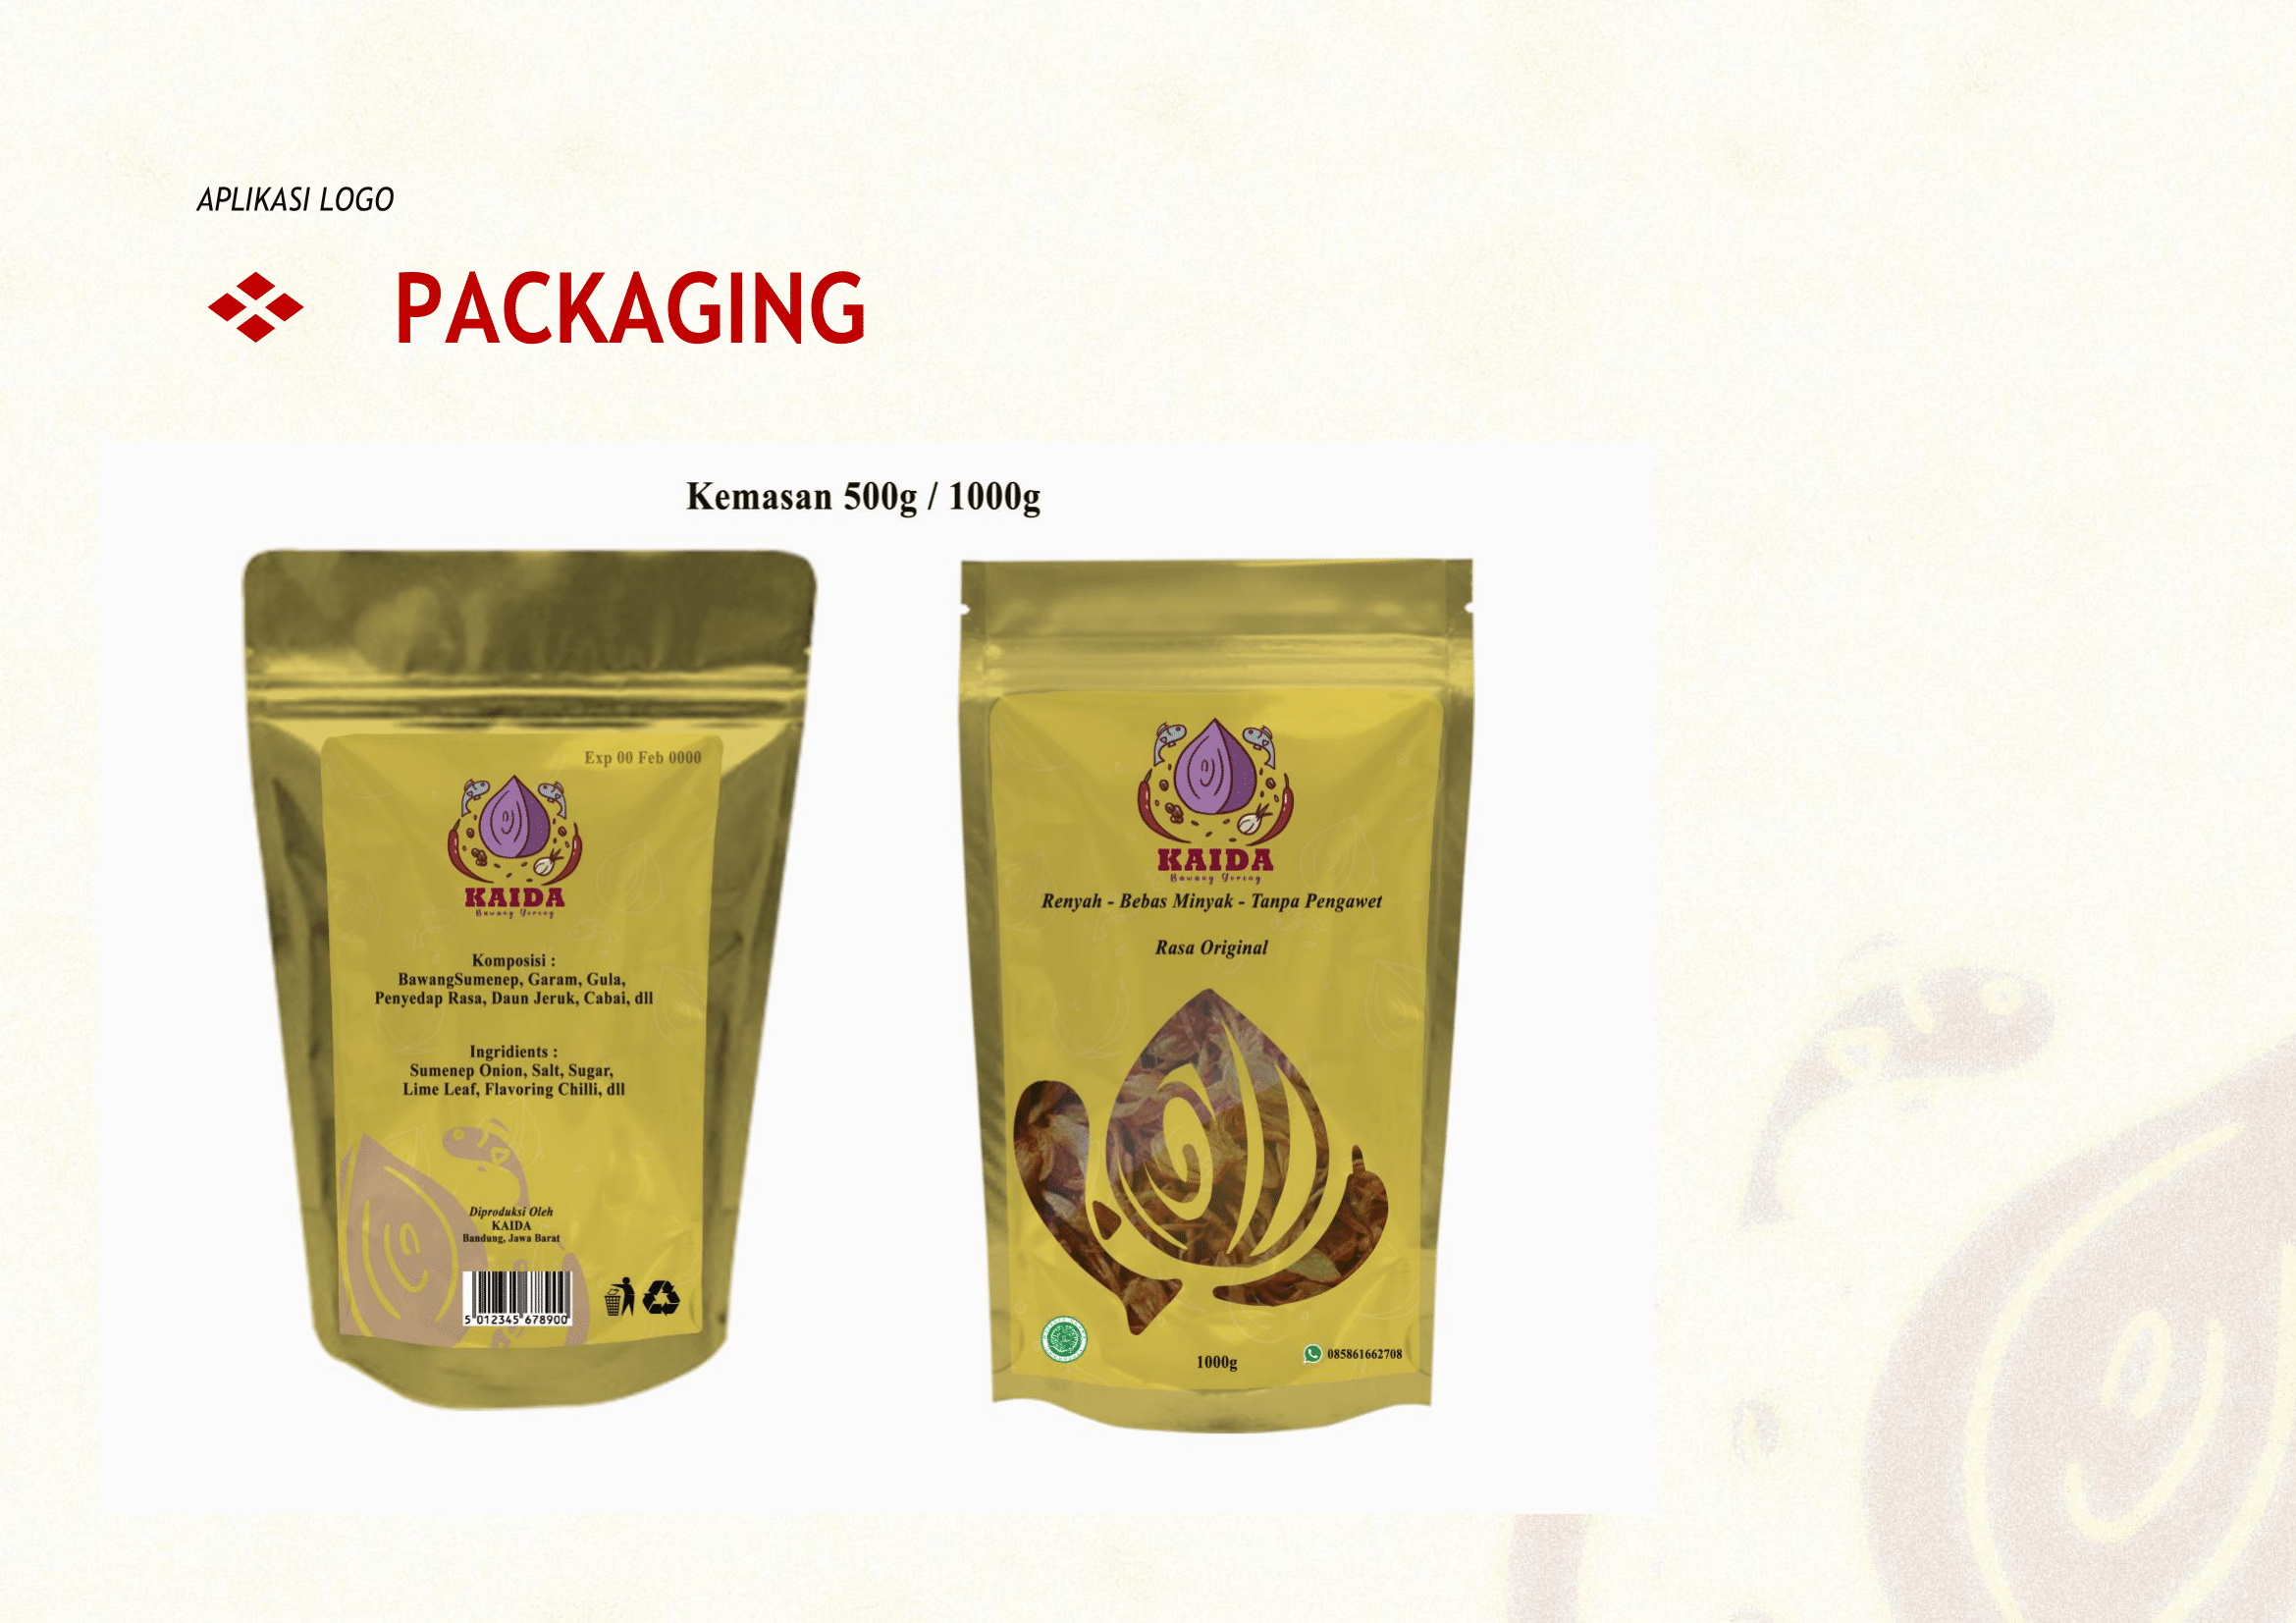 APLIKASI LOGO
PACKAGING
Kemasan 500g / 1000g
Exp 00 Feb 0000
KAIDA
Bawang Goreng
Komposisi :
BawangSumenep, Garam, Gula,
Penyedap Rasa, Daun Jeruk, Cabai, dll
Ingridients :
Sumenep Onion, Salt, Sugar,
Lime Leaf, Flavoring Chilli, dll
Diproduksi Oleh
KAIDA
Bandung, Jawa Barat
5 012345 678900
KAIDA
Bawang Goreng
Renyah - Bebas Minyak - Tanpa Pengawet
Rasa Original
1000g
085861662708